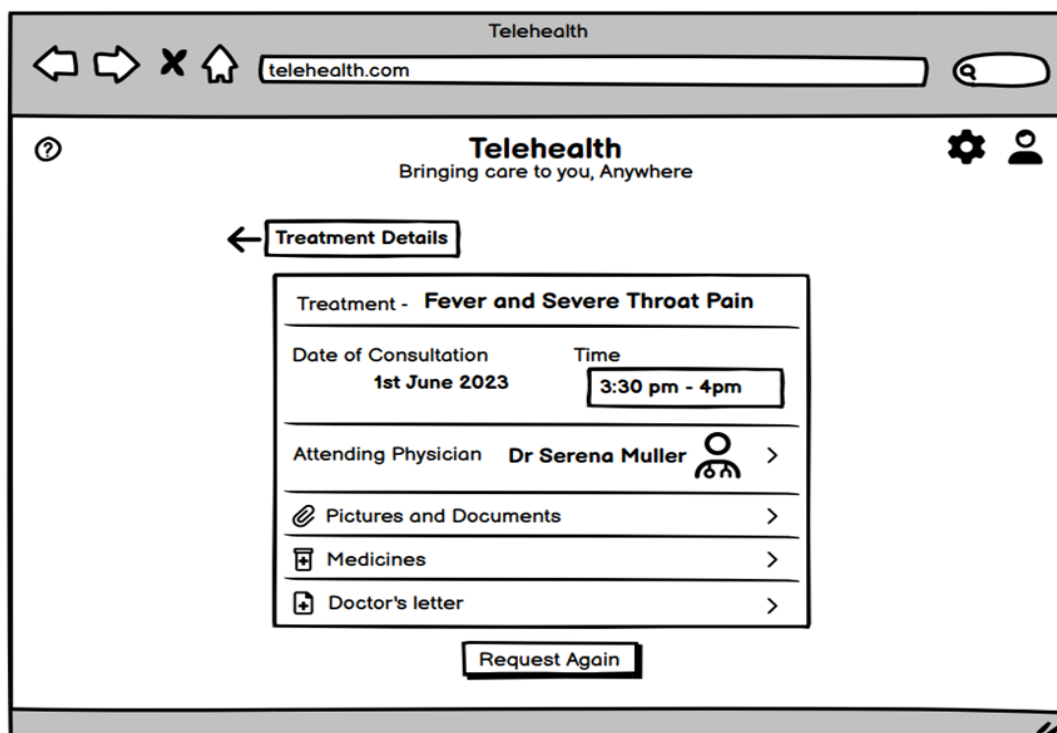 Telehealth
telehealth.com
Telehealth
Bringing care to you, Anywhere
Treatment Details
Treatment - Fever and Severe Throat Pain
Date of Consultation Time
1st June 2023 3:30 pm - 4pm
Attending Physician Dr Serena Muller
Pictures and Documents
Medicines
Doctor's letter
Request Again